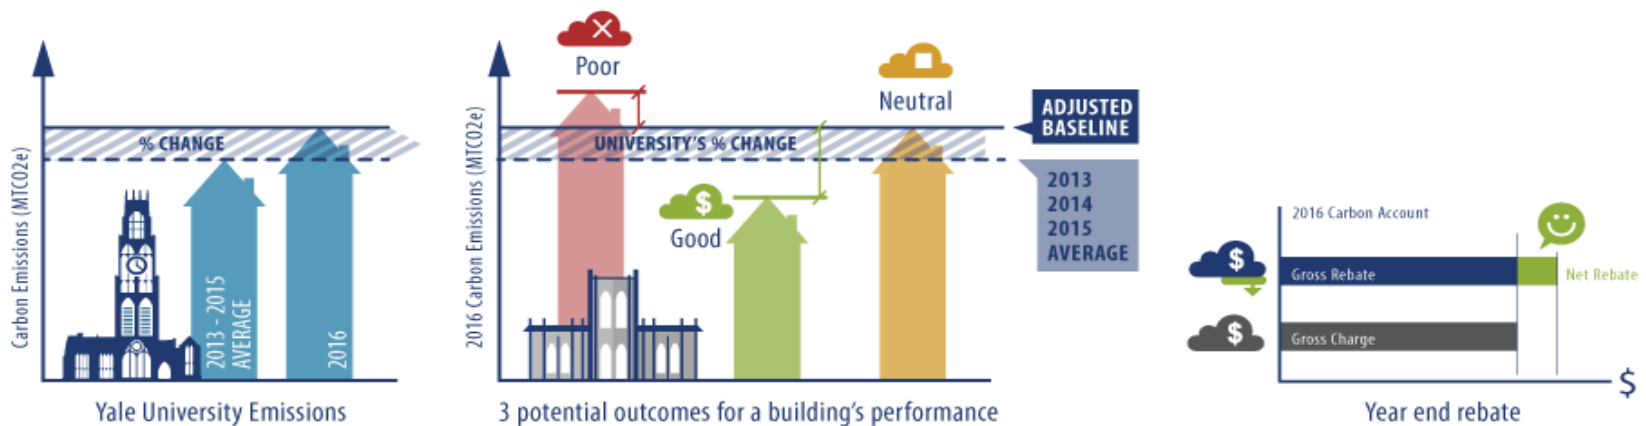 Carbon Emissions (MTCO2e)
% CHANGE
2013 - 2015
AVERAGE
2016
Yale University Emissions
2016 Carbon Emissions (MTCO2e)
Poor
Neutral
UNIVERSITY'S % CHANGE
$
Good
ADJUSTED
BASELINE
2013
2014
2015
AVERAGE
3 potential outcomes for a building's performance
2016 Carbon Account
$
Gross Rebate
Net Rebate
$
Gross Charge
$
Year end rebate